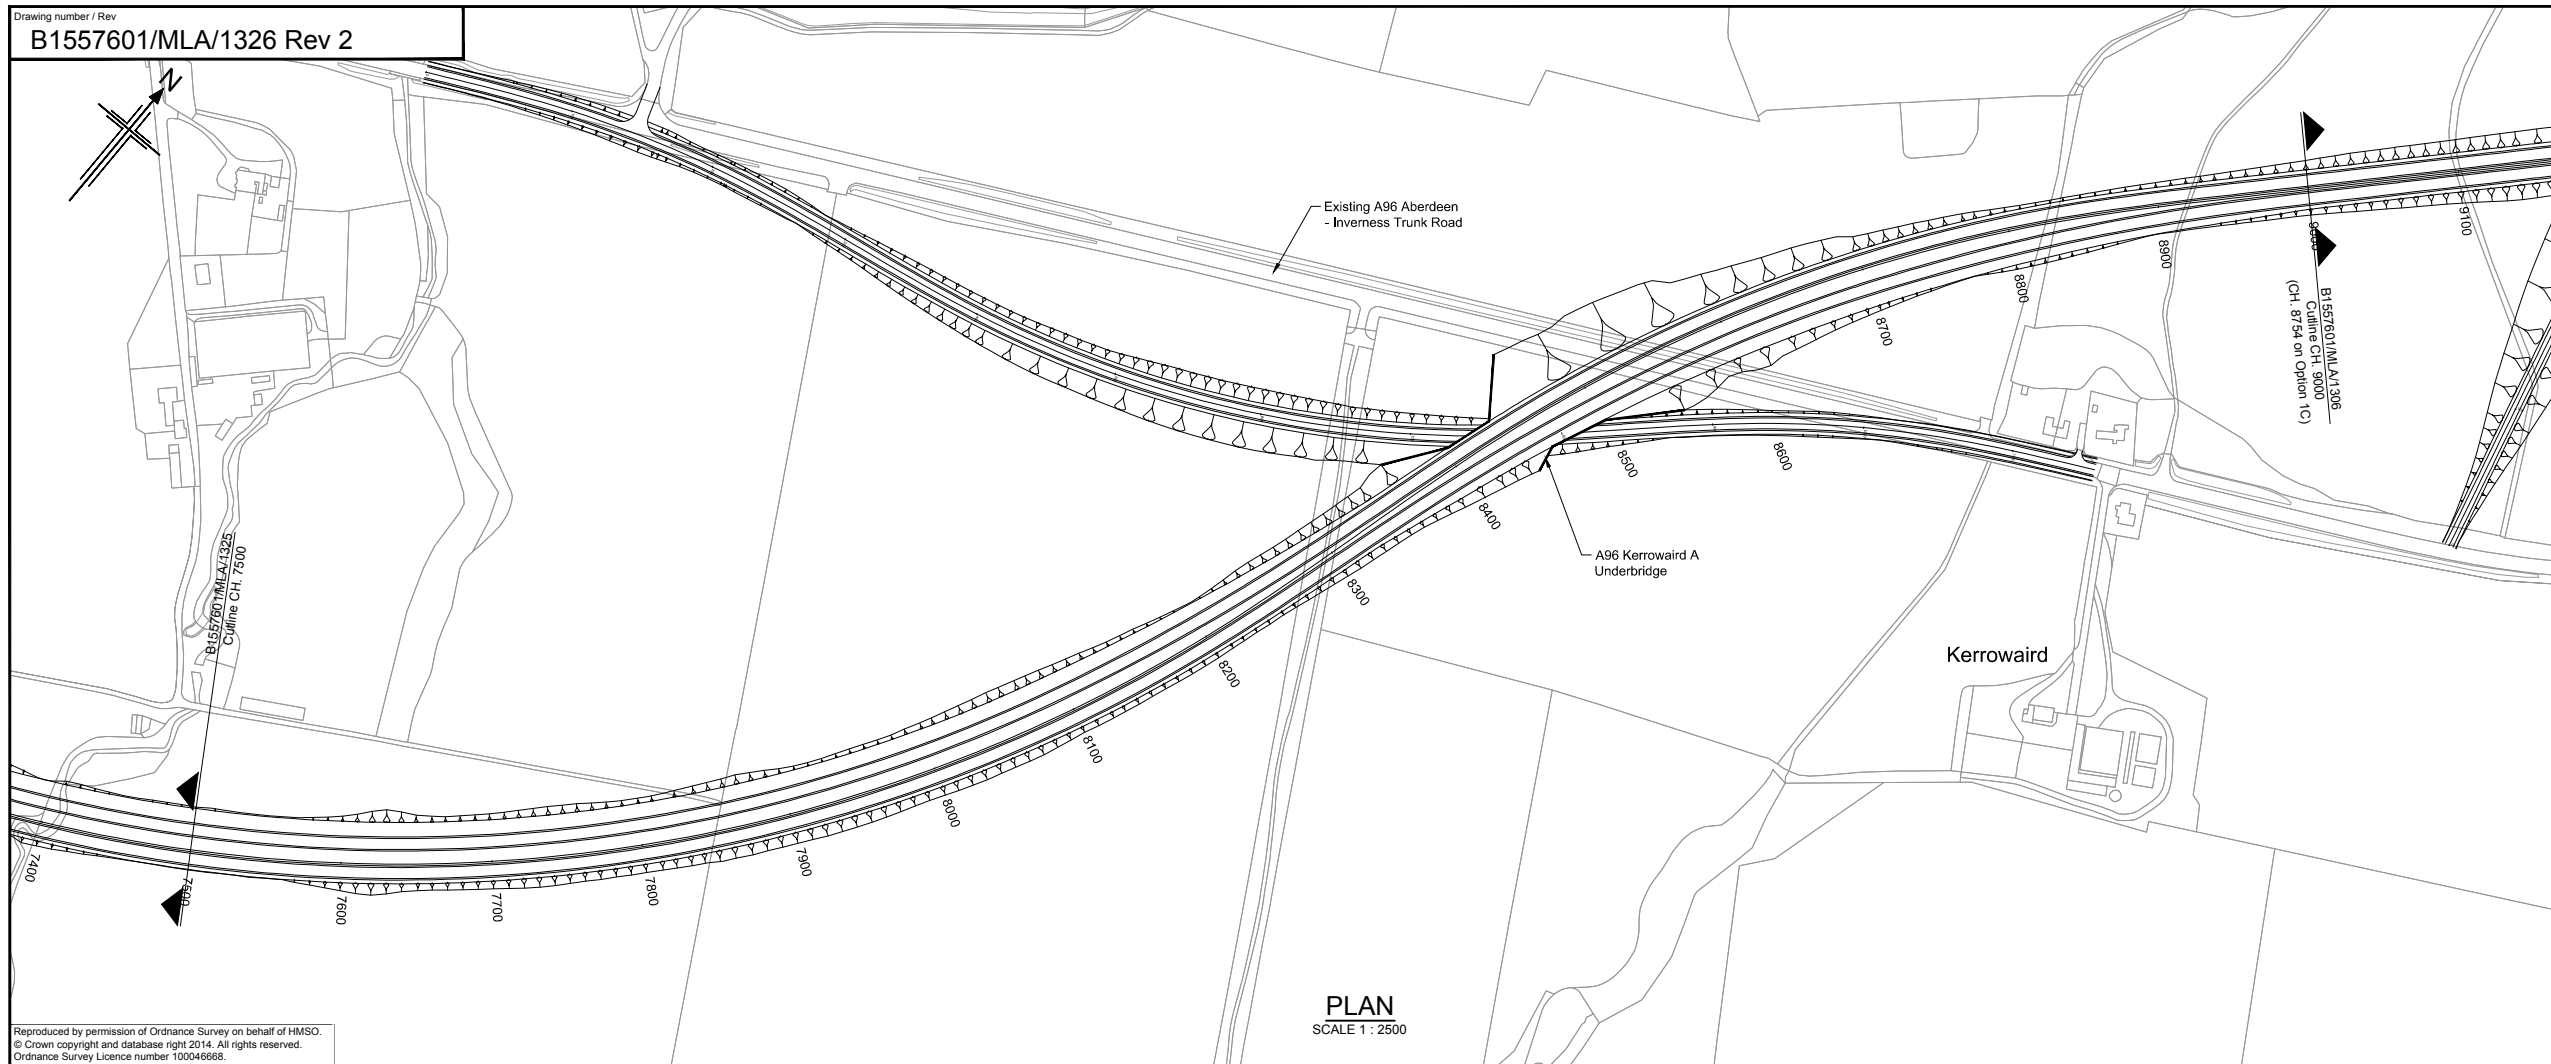 Drawing number / Rev
B1557601/MLA/1326 Rev 2
N
Existing A96 Aberdeen
- Inverness Trunk Road
B1557601/MLA/1306
Cutline CH. 9000
(CH. 8754 on Option 1C)
B1557601/MLA/1325
Cutline CH. 7500
A96 Kerrowaird A
Underbridge
Kerrowaird
7400
7500
7600
7700
7800
7900
8000
8100
8200
8300
8400
8500
8600
8700
8800
8900
9000
9100
PLAN
SCALE 1 : 2500
Reproduced by permission of Ordnance Survey on behalf of HMSO.
© Crown copyright and database right 2014. All rights reserved.
Ordnance Survey Licence number 100046668.